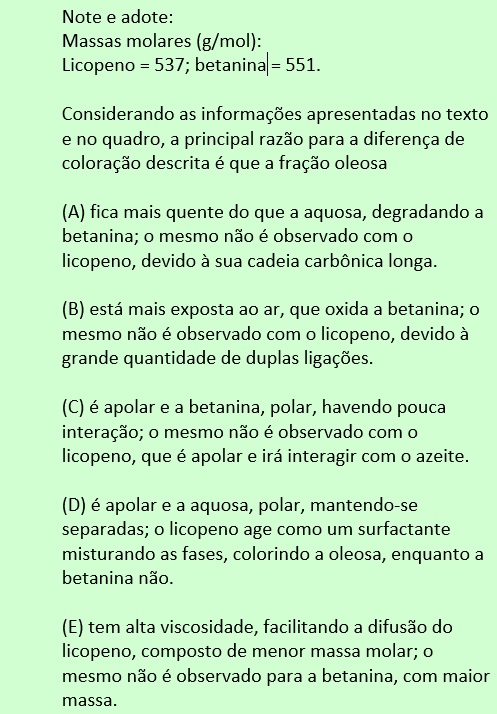 Note e adote:
Massas molares (g/mol):
Licopeno = 537; betanina = 551.
Considerando as informações apresentadas no texto
e no quadro, a principal razão para a diferença de
coloração descrita é que a fração oleosa
(A) fica mais quente do que a aquosa, degradando a
betanina; o mesmo não é observado com o
licopeno, devido à sua cadeia carbônica longa.
(B) está mais exposta ao ar, que oxida a betanina; o
mesmo não é observado com o licopeno, devido à
grande quantidade de duplas ligações.
(C) é apolar e a betanina, polar, havendo pouca
interação; o mesmo não é observado com o
licopeno, que é apolar e irá interagir com o azeite.
(D) é apolar e a aquosa, polar, mantendo-se
separadas; o licopeno age como um surfactante
misturando as fases, colorindo a oleosa, enquanto a
betanina não.
(E) tem alta viscosidade, facilitando a difusão do
licopeno, composto de menor massa molar; o
mesmo não é observado para a betanina, com maior
massa.